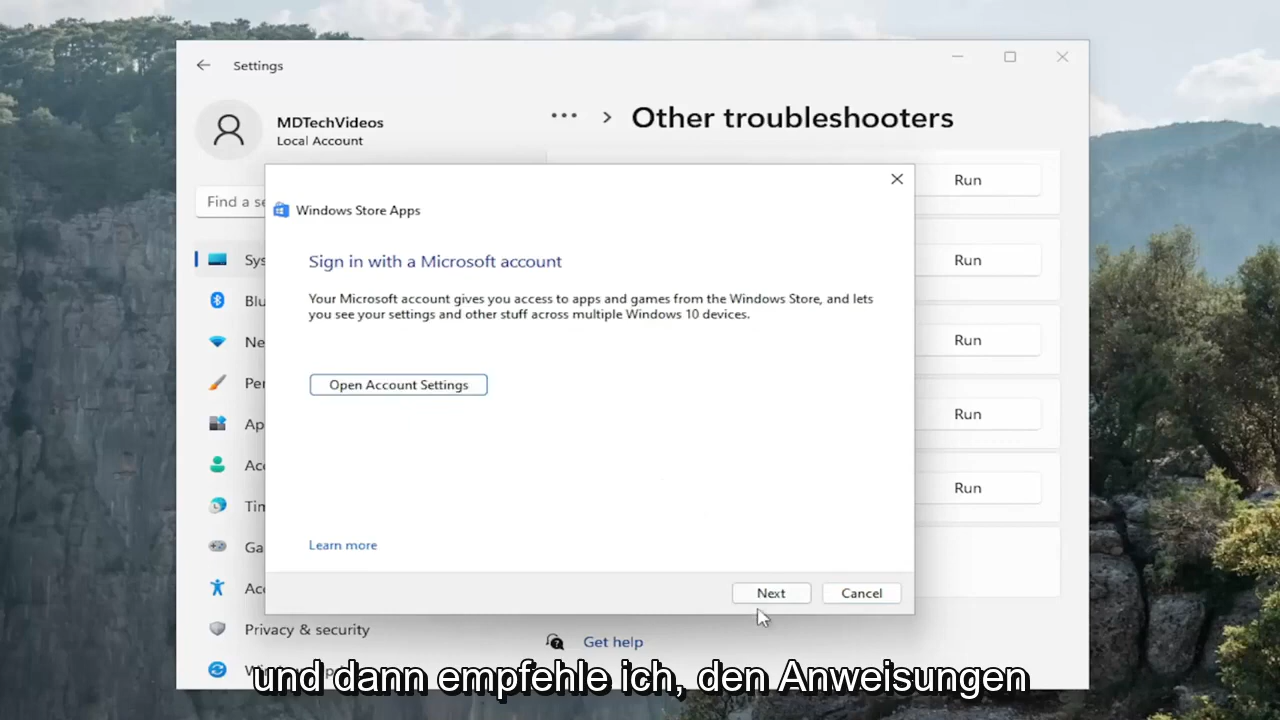 Settings
MDTechVideos
Local Account
Other troubleshooters
Find a se
Run
Windows Store Apps
Sign in with a Microsoft account
Your Microsoft account gives you access to apps and games from the Windows Store, and lets
you see your settings and other stuff across multiple Windows 10 devices.
Open Account Settings
Learn more
Next
Cancel
Sys
Run
Blu
Ne
Run
Per
Ap
Run
Acc
Run
Tim
Ga
Acc
Privacy & security
Get help
und dann empfehle ich, den Anweisungen